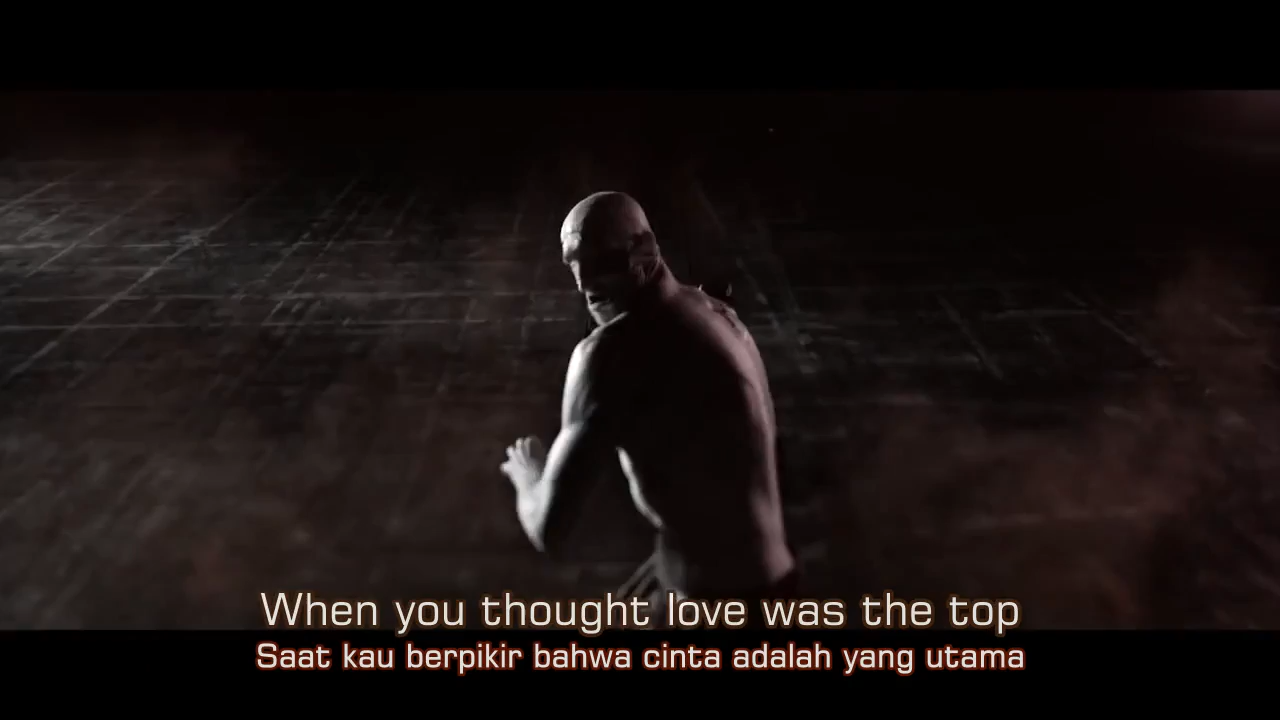 When you thought love was the top
Saat kau berpikir bahwa cinta adalah yang utama